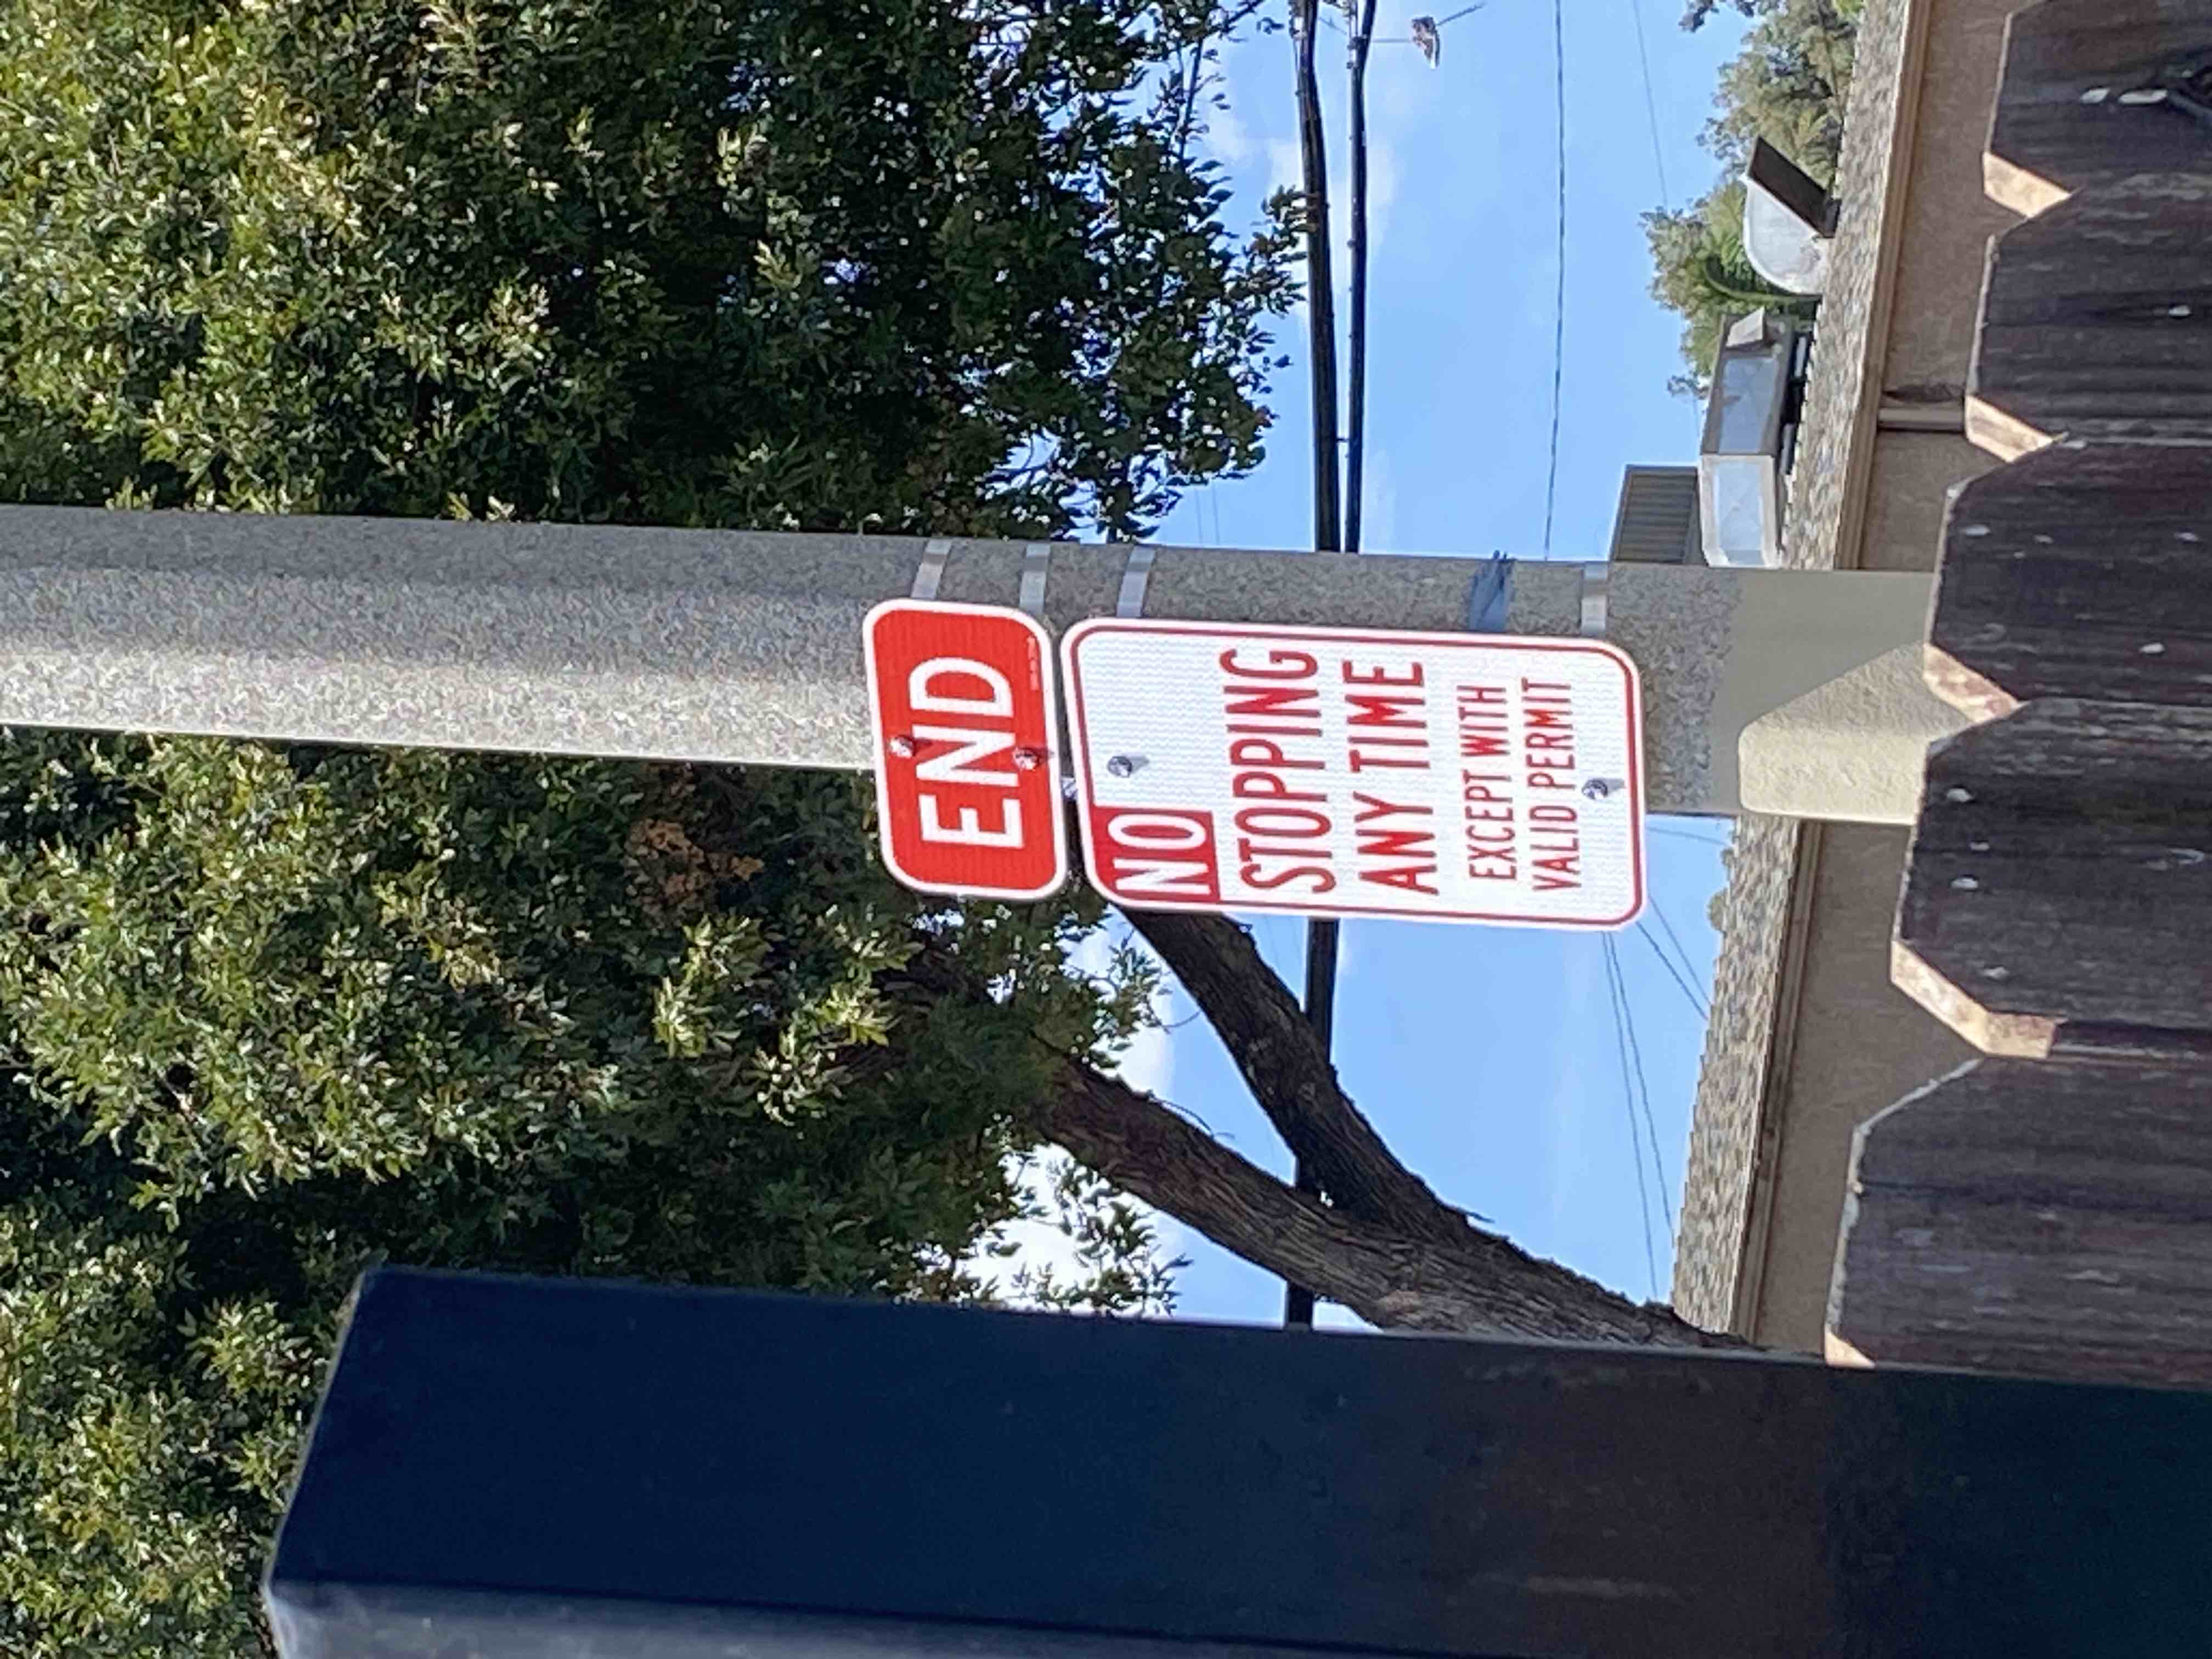 END
NO
STOPPING
ANY TIME
EXCEPT WITH
VALID PERMIT